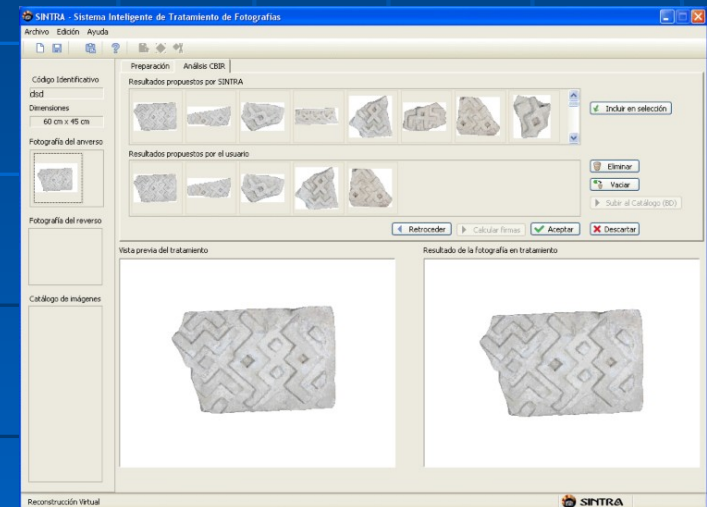 SINTRA - Sistema Inteligente de Tratamiento de Fotografías
Archivo Edición Ayuda
Preparación Análisis CBIR
Código Identificativo
dsd
Dimensiones
60 cm x 45 cm
Fotografía del anverso
Fotografía del reverso
Catálogo de imágenes
Resultados propuestos por SINTRA
Incluir en selección
Resultados propuestos por el usuario
Eliminar
Vaciar
Subir al Catálogo (BD)
Retroceder Calcular firmas Aceptar Descartar
Vista previa del tratamiento
Resultado de la fotografía en tratamiento
Reconstrucción Virtual
SINTRA